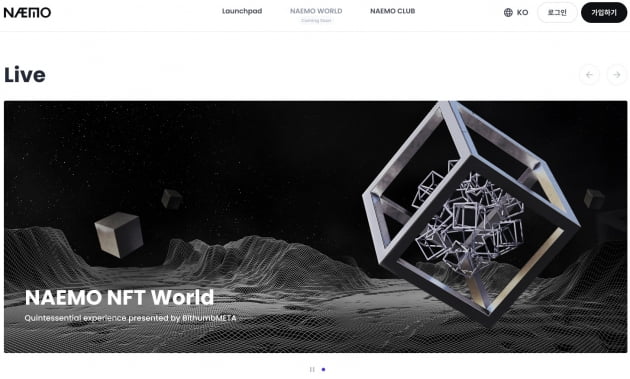 NAEMO
Launchpad
NAEMO WORLD
Coming Soon
NAEMO CLUB
KO
로그인
가입하기
Live
NAEMO NFT World
Quintessential experience presented by BithumbMETA